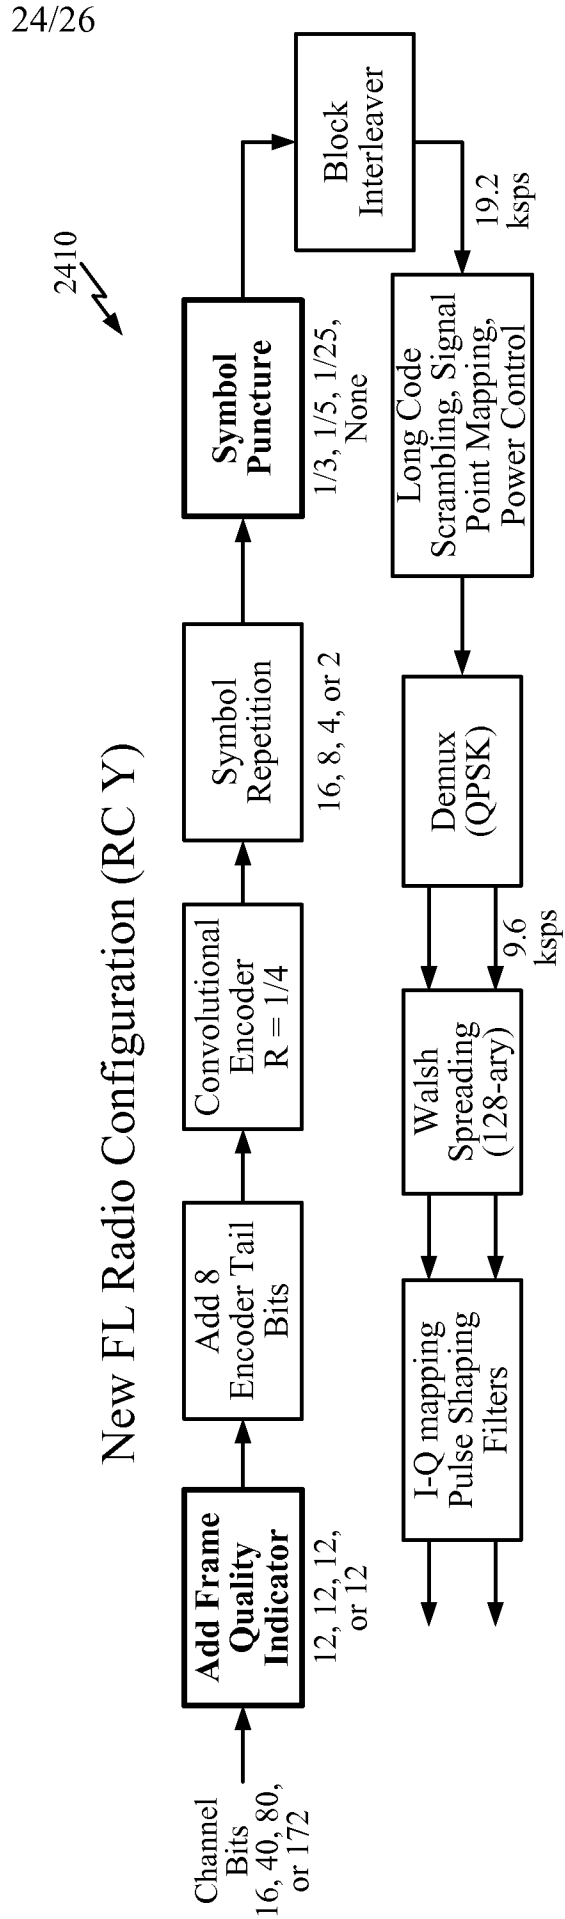 24/26
New FL Radio Configuration (RC Y)
2410
Channel
Bits
16, 40, 80,
or 172
Add Frame
Quality
Indicator
12, 12, 12,
or 12
Add 8
Encoder Tail
Bits
Convolutional
Encoder
R = 1/4
Symbol
Repetition
16, 8, 4, or 2
Symbol
Puncture
1/3, 1/5, 1/25,
None
Block
Interleaver
19.2
ksps
Long Code
Scrambling, Signal
Point Mapping,
Power Control
Demux
(QPSK)
9.6
ksps
Walsh
Spreading
(128-ary)
I-Q mapping
Pulse Shaping
Filters